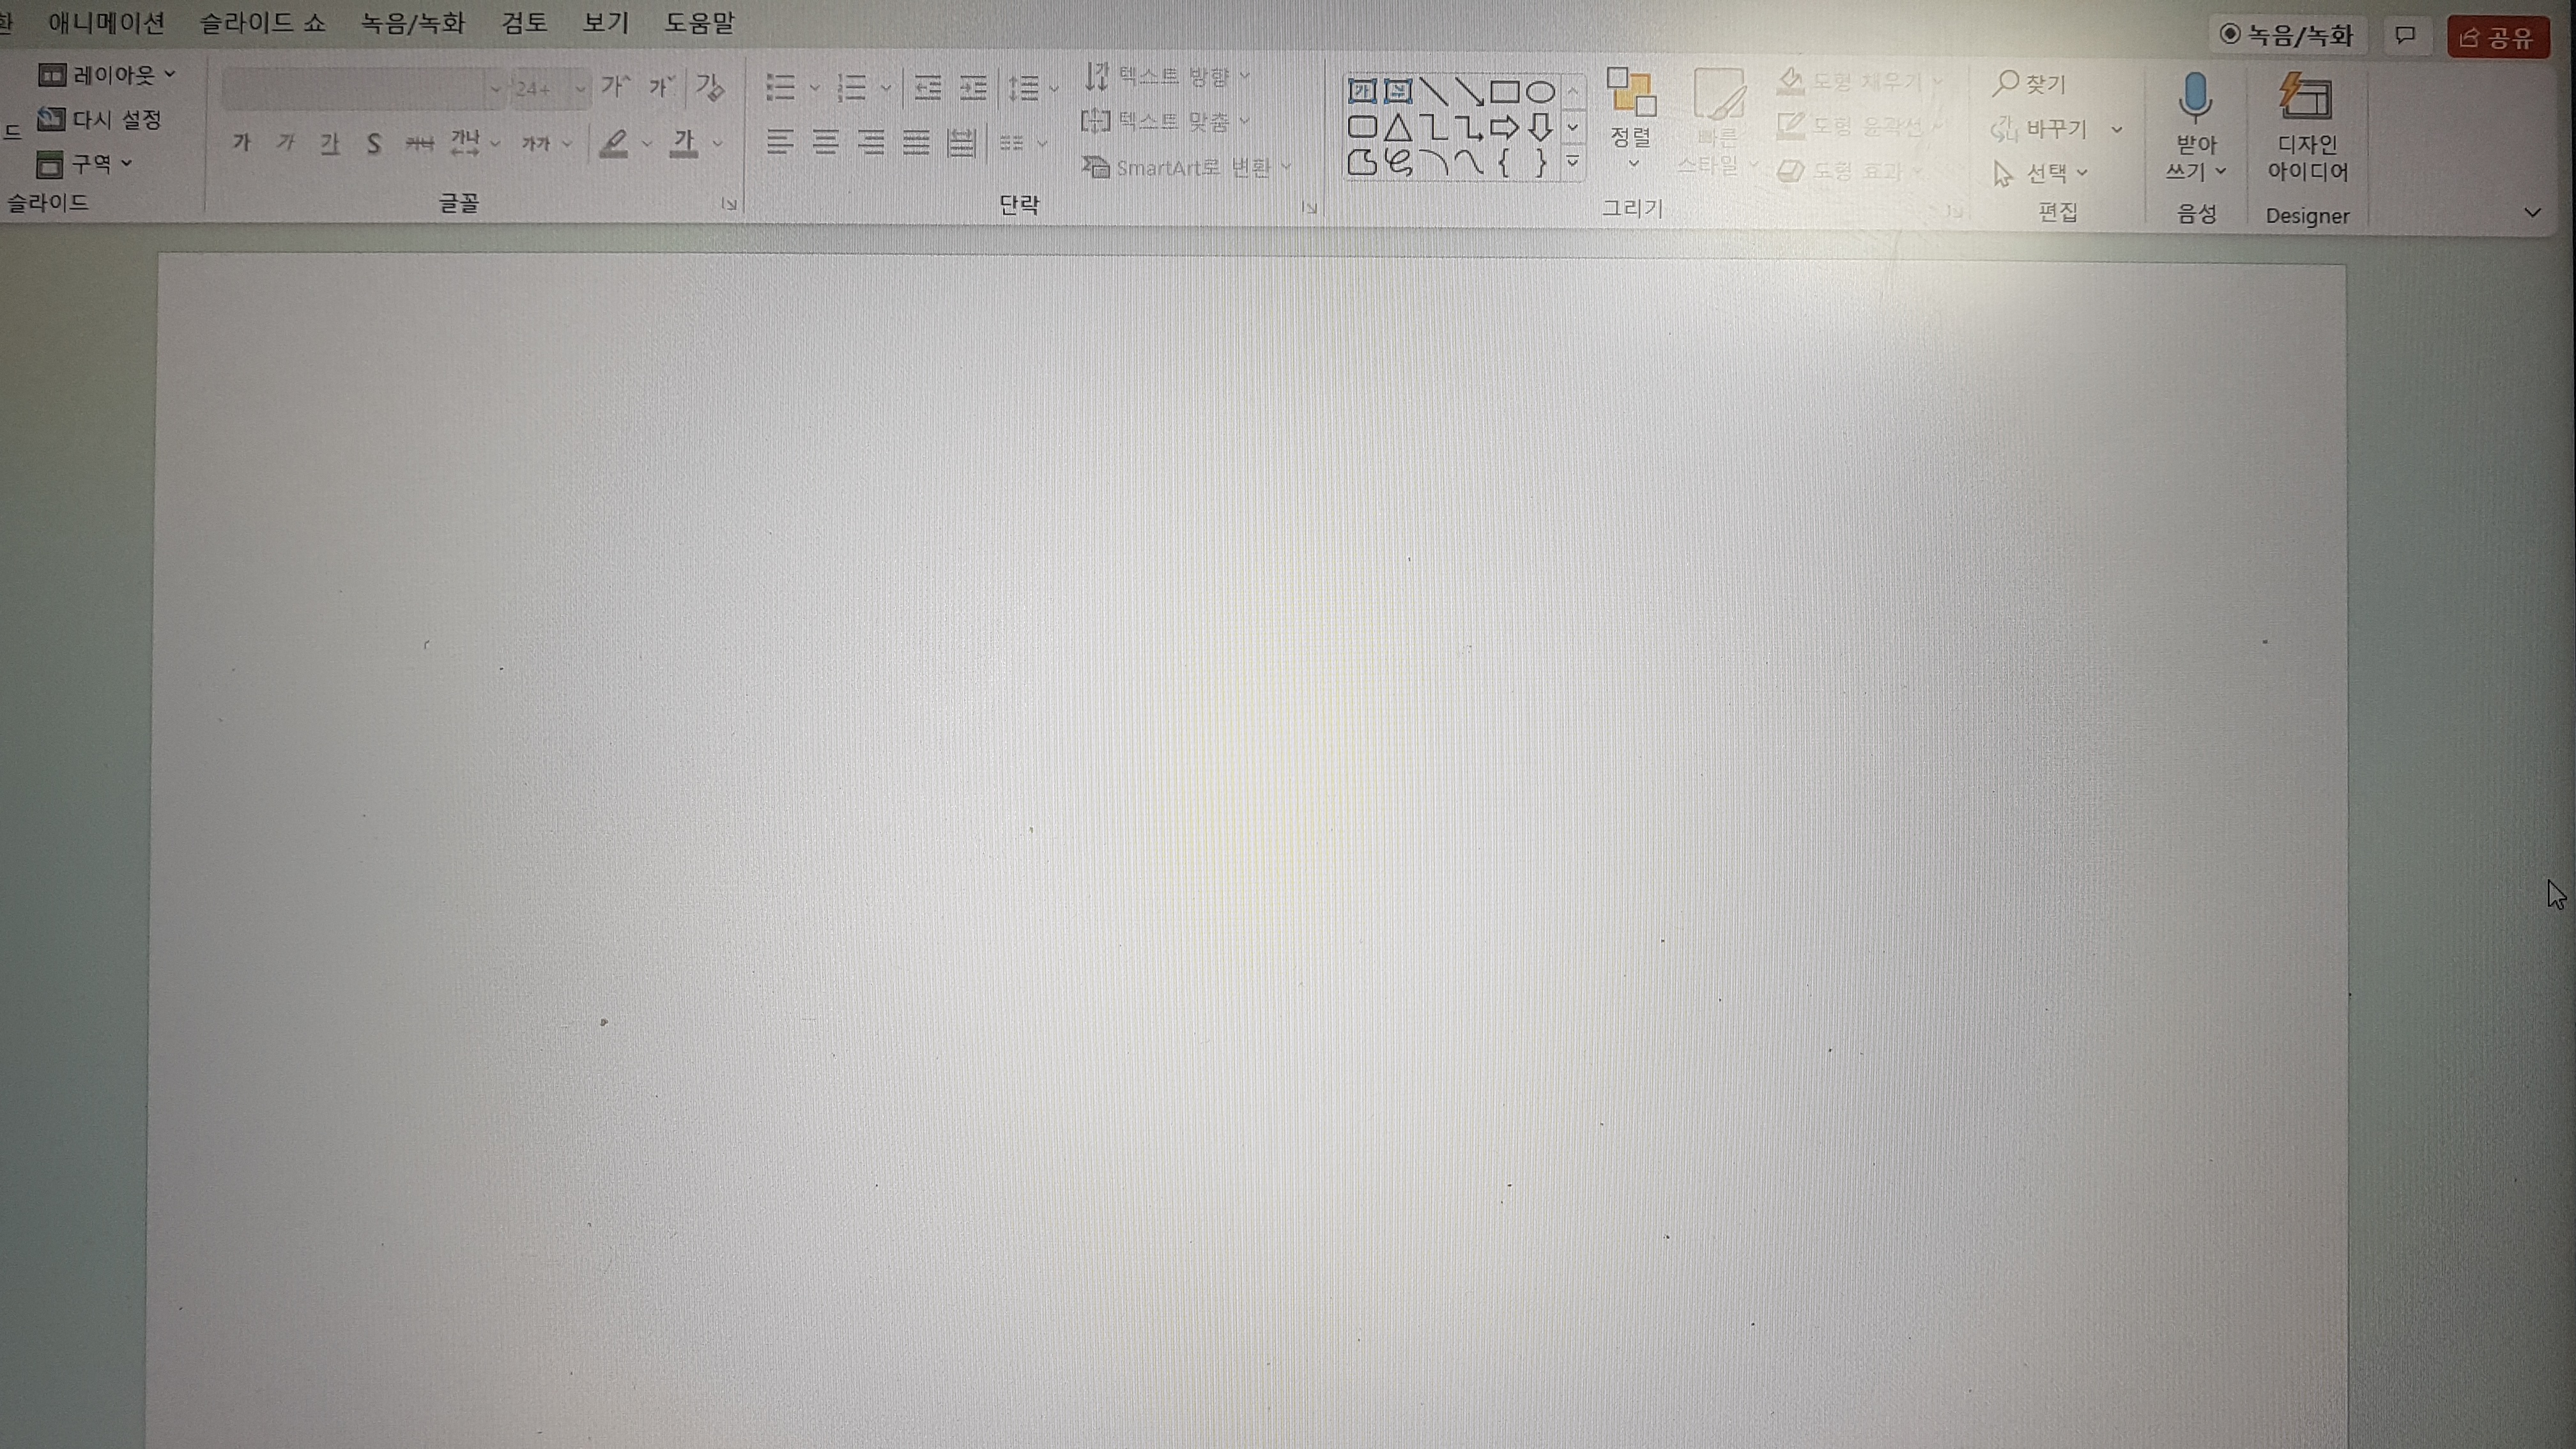 환 애니메이션 슬라이드 쇼 녹음/녹화 검토 보기 도움말 녹음/녹화 공유
레이아웃
다시 설정
구역
드
슬라이드
24+ 가 가 가
가 가 간 S 가나 간나 가가 가
글꼴
텍스트 방향
텍스트 맞춤
SmartArt로 변환
단락
가
정렬
빠른
스타일
도형 채우기
도형 윤곽선
도형 효과
그리기
찾기
바꾸기
선택
편집
받아
쓰기
음성
디자인
아이디어
Designer